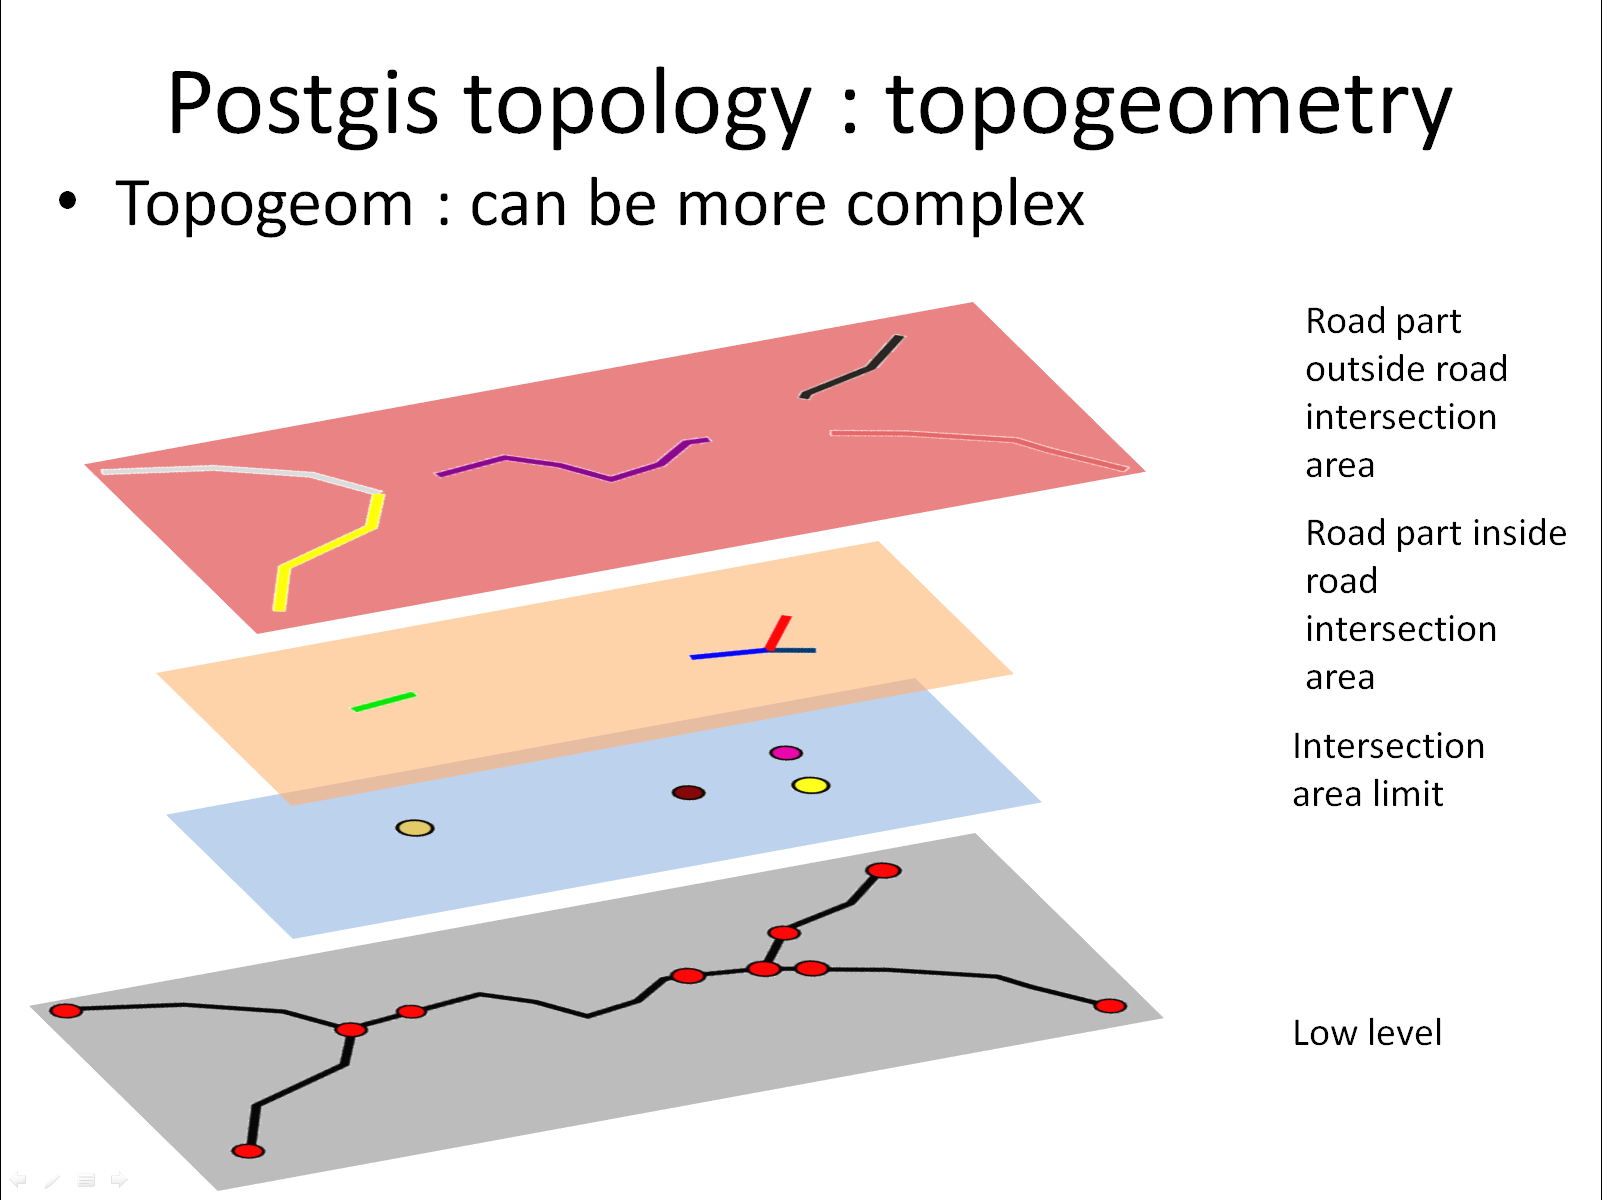 Postgis topology : topogeometry
• Topogeom : can be more complex
Road part
outside road
intersection
area
Road part inside
road
intersection
area
Intersection
area limit
Low level